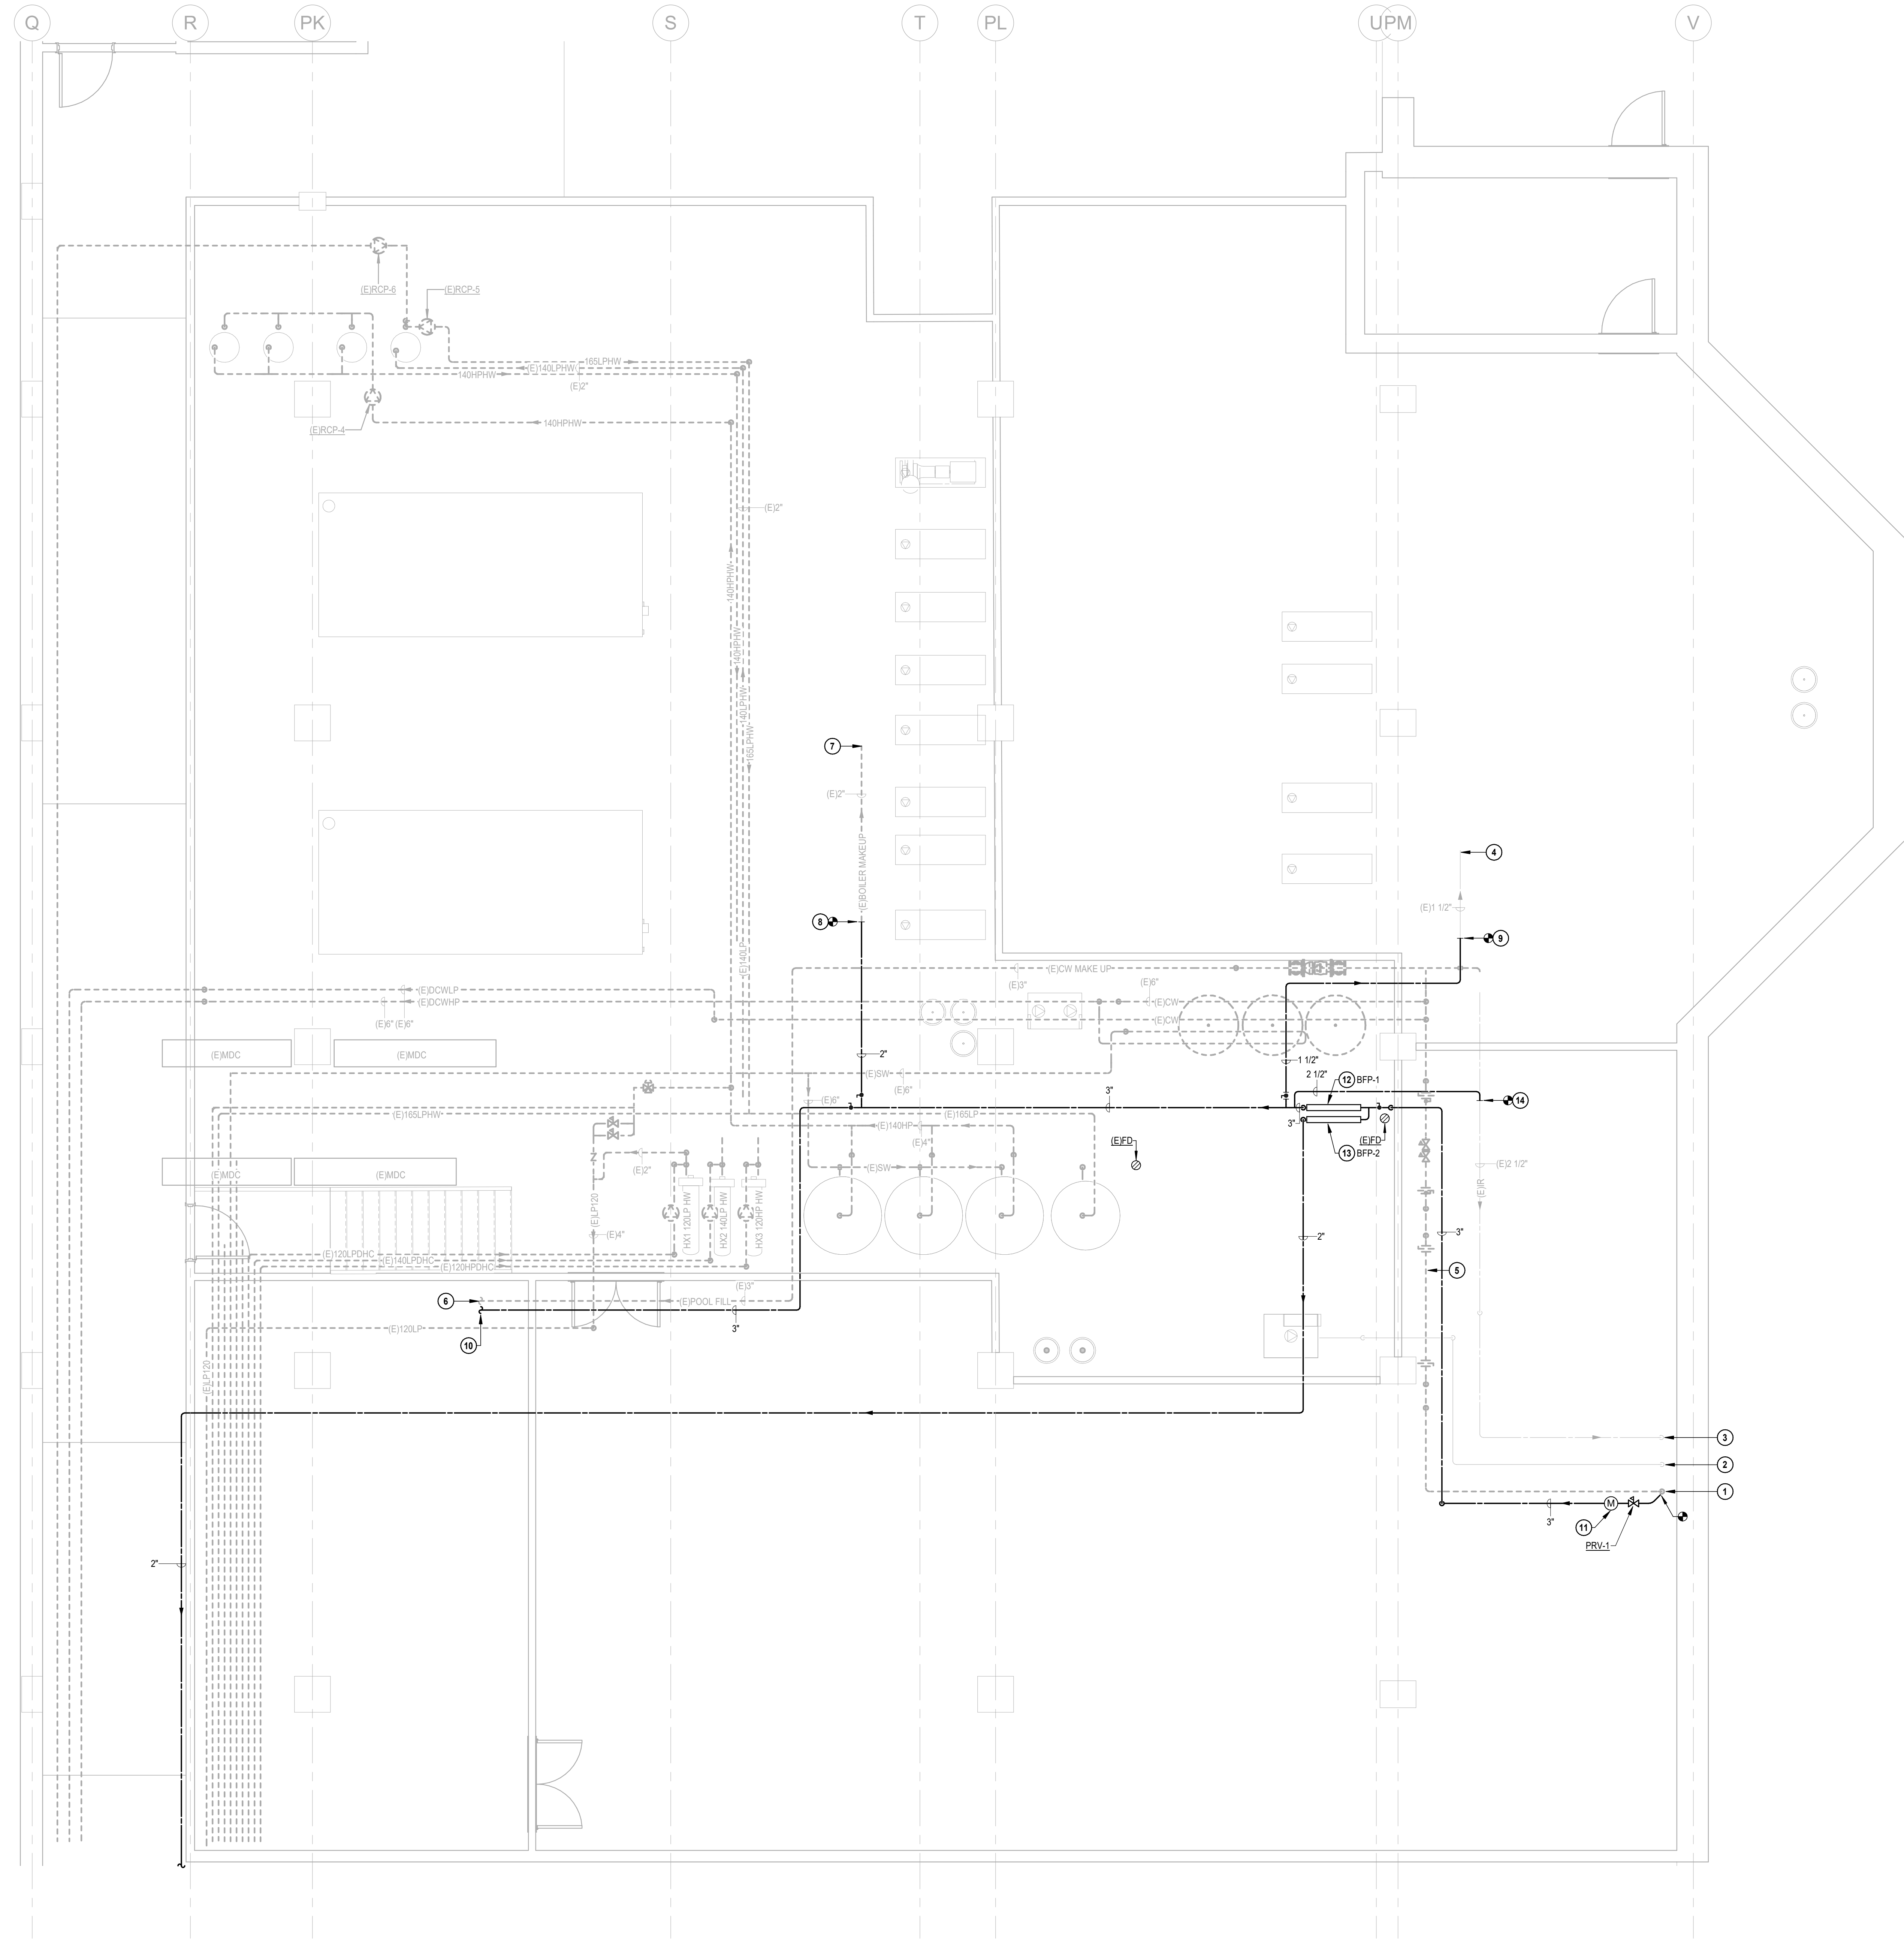 Q
R
PK
S
T
PL
U
PM
V
(E)RCP-6
(E)RCP-5
165LPHW
(E)140LPHW
140HPHW
(E)2"
(E)RCP-4
140HPHW
(E)2"
140HPHW
140HPHW
140LPHW
165LPHW
7
(E)2"
(E)BOILER MAKEUP
4
(E)1 1/2"
8
9
(E)140LP
(E)CW MAKE UP
(E)3"
(E)6"
(E)DCWLP
(E)DCWHP
(E)CW
(E)6"
(E)6"
(E)CW
(E)MDC
(E)MDC
2"
1 1/2"
(E)SW
(E)6"
2 1/2"
12
BFP-1
3"
(E)6"
14
(E)165LPHW
(E)165LP
3"
(E)140HP
(E)FD
(E)FD
(E)4"
13
BFP-2
(E)2"
(E)2 1/2"
(E)MDC
(E)MDC
(E)SW
(E)IR
(E)LP120
HX1 120LP HW
HX2 140LP HW
HX3 120HP HW
(E)4"
3"
2"
(E)120LPDHC
(E)140LPDHC
(E)120HPDHC
5
(E)3"
6
(E)POOL FILL
3"
(E)120LP
10
(E)LP120
3
2
1
M
3"
11
PRV-1
2"